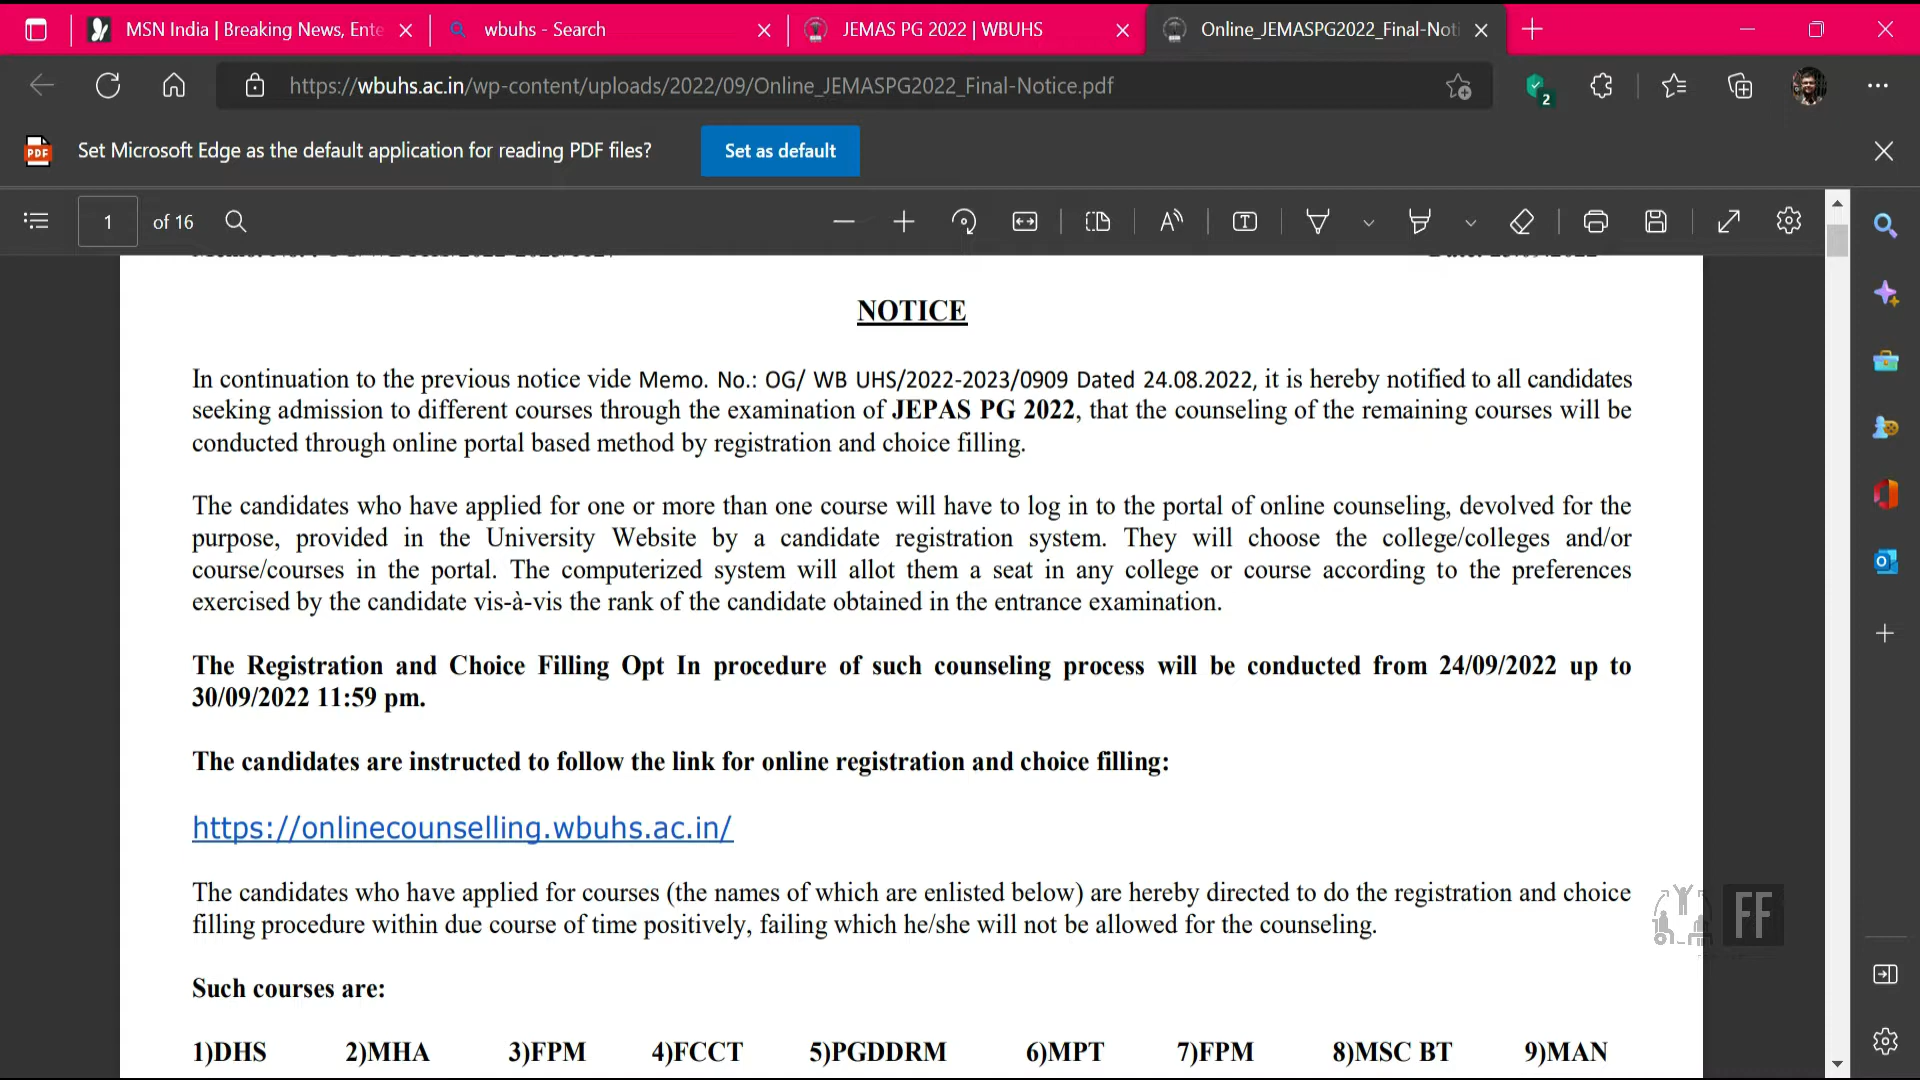 MSN India | Breaking News, Ente
wbuhs - Search
JEMAS PG 2022 | WBUHS
Online_JEMASPG2022_Final-Noti
https://wbuhs.ac.in/wp-content/uploads/2022/09/Online_JEMASPG2022_Final-Notice.pdf
2
PDF
Set Microsoft Edge as the default application for reading PDF files?
Set as default
1 of 16
NOTICE
In continuation to the previous notice vide Memo. No.: OG/ WB UHS/2022-2023/0909 Dated 24.08.2022, it is hereby notified to all candidates
seeking admission to different courses through the examination of JEPAS PG 2022, that the counseling of the remaining courses will be
conducted through online portal based method by registration and choice filling.
The candidates who have applied for one or more than one course will have to log in to the portal of online counseling, devolved for the
purpose, provided in the University Website by a candidate registration system. They will choose the college/colleges and/or
course/courses in the portal. The computerized system will allot them a seat in any college or course according to the preferences
exercised by the candidate vis-à-vis the rank of the candidate obtained in the entrance examination.
The Registration and Choice Filling Opt In procedure of such counseling process will be conducted from 24/09/2022 up to
30/09/2022 11:59 pm.
The candidates are instructed to follow the link for online registration and choice filling:
https://onlinecounselling.wbuhs.ac.in/
The candidates who have applied for courses (the names of which are enlisted below) are hereby directed to do the registration and choice
filling procedure within due course of time positively, failing which he/she will not be allowed for the counseling.
FF
Such courses are:
1)DHS 2)MHA 3)FPM 4)FCCT 5)PGDDRM 6)MPT 7)FPM 8)MSC BT 9)MAN